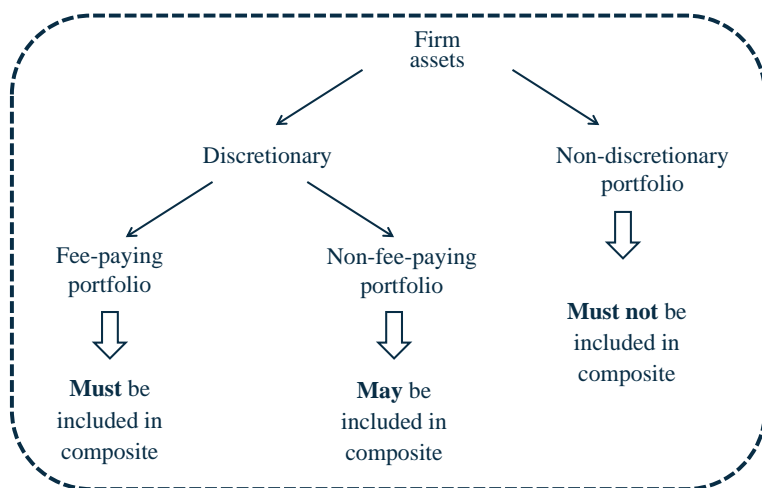 Firm
assets
Discretionary
Non-discretionary
portfolio
Fee-paying
portfolio
Non-fee-paying
portfolio
Must not be
included in
composite
Must be
included in
composite
May be
included in
composite